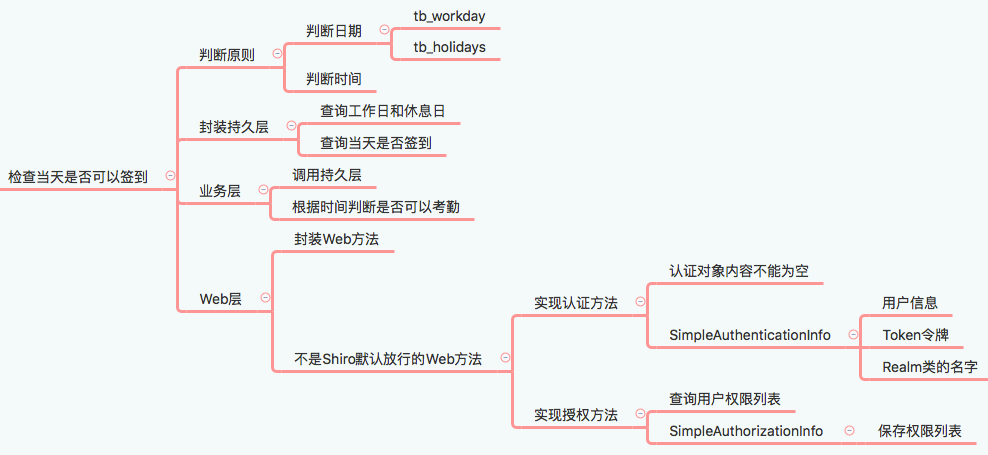 检查当天是否可以签到
判断原则
判断日期
tb_workday
tb_holidays
判断时间
封装持久层
查询工作日和休息日
查询当天是否签到
业务层
调用持久层
根据时间判断是否可以考勤
Web层
封装Web方法
不是Shiro默认放行的Web方法
实现认证方法
认证对象内容不能为空
SimpleAuthenticationInfo
用户信息
Token令牌
Realm类的名字
实现授权方法
查询用户权限列表
SimpleAuthorizationInfo
保存权限列表